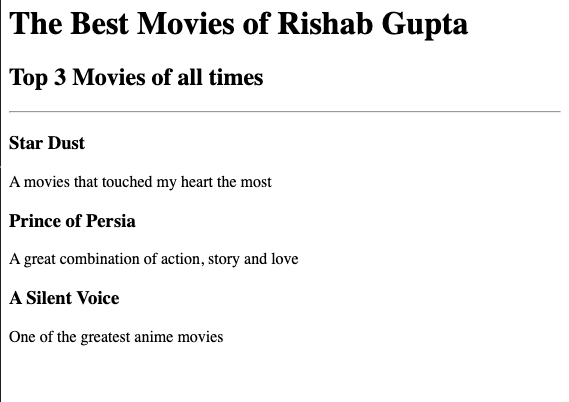 The Best Movies of Rishab Gupta
Top 3 Movies of all times
Star Dust
A movies that touched my heart the most
Prince of Persia
A great combination of action, story and love
A Silent Voice
One of the greatest anime movies